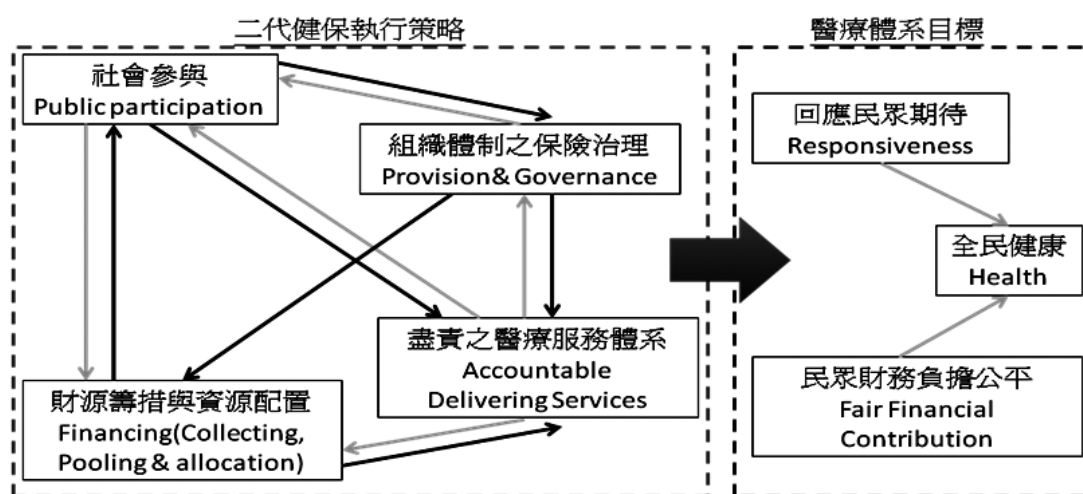 二代健保執行策略
社會參與
Public participation
組織體制之保險治理
Provision& Governance
盡責之醫療服務體系
Accountable
Delivering Services
財源籌措與資源配置
Financing(Collecting,
Pooling & allocation)
醫療體系目標
回應民眾期待
Responsiveness
全民健康
Health
民眾財務負擔公平
Fair Financial
Contribution